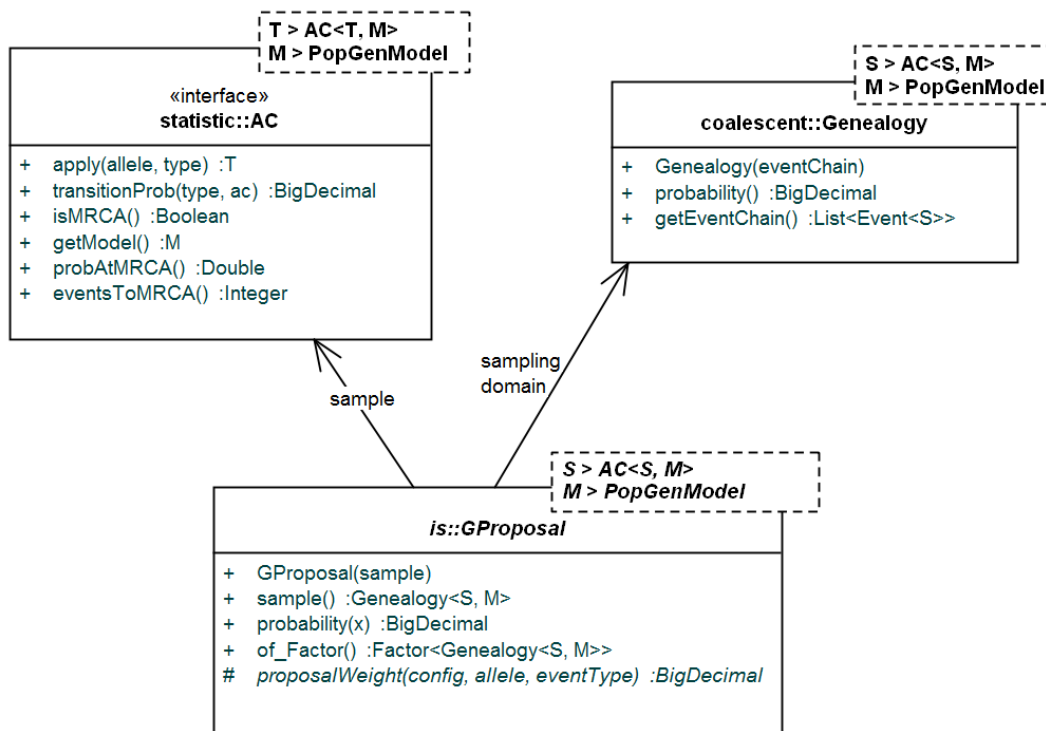 T > AC<T, M>
M > PopGenModel
«interface»
statistic::AC
+ apply(allele, type) :T
+ transitionProb(type, ac) :BigDecimal
+ isMRCA() :Boolean
+ getModel() :M
+ probAtMRCA() :Double
+ eventsToMRCA() :Integer
S > AC<S, M>
M > PopGenModel
coalescent::Genealogy
+ Genealogy(eventChain)
+ probability() :BigDecimal
+ getEventChain() :List<Event<S>>
sample
sampling
domain
S > AC<S, M>
M > PopGenModel
is::GProposal
+ GProposal(sample)
+ sample() :Genealogy<S, M>
+ probability(x) :BigDecimal
+ of_Factor() :Factor<Genealogy<S, M>>
# proposalWeight(config, allele, eventType) :BigDecimal